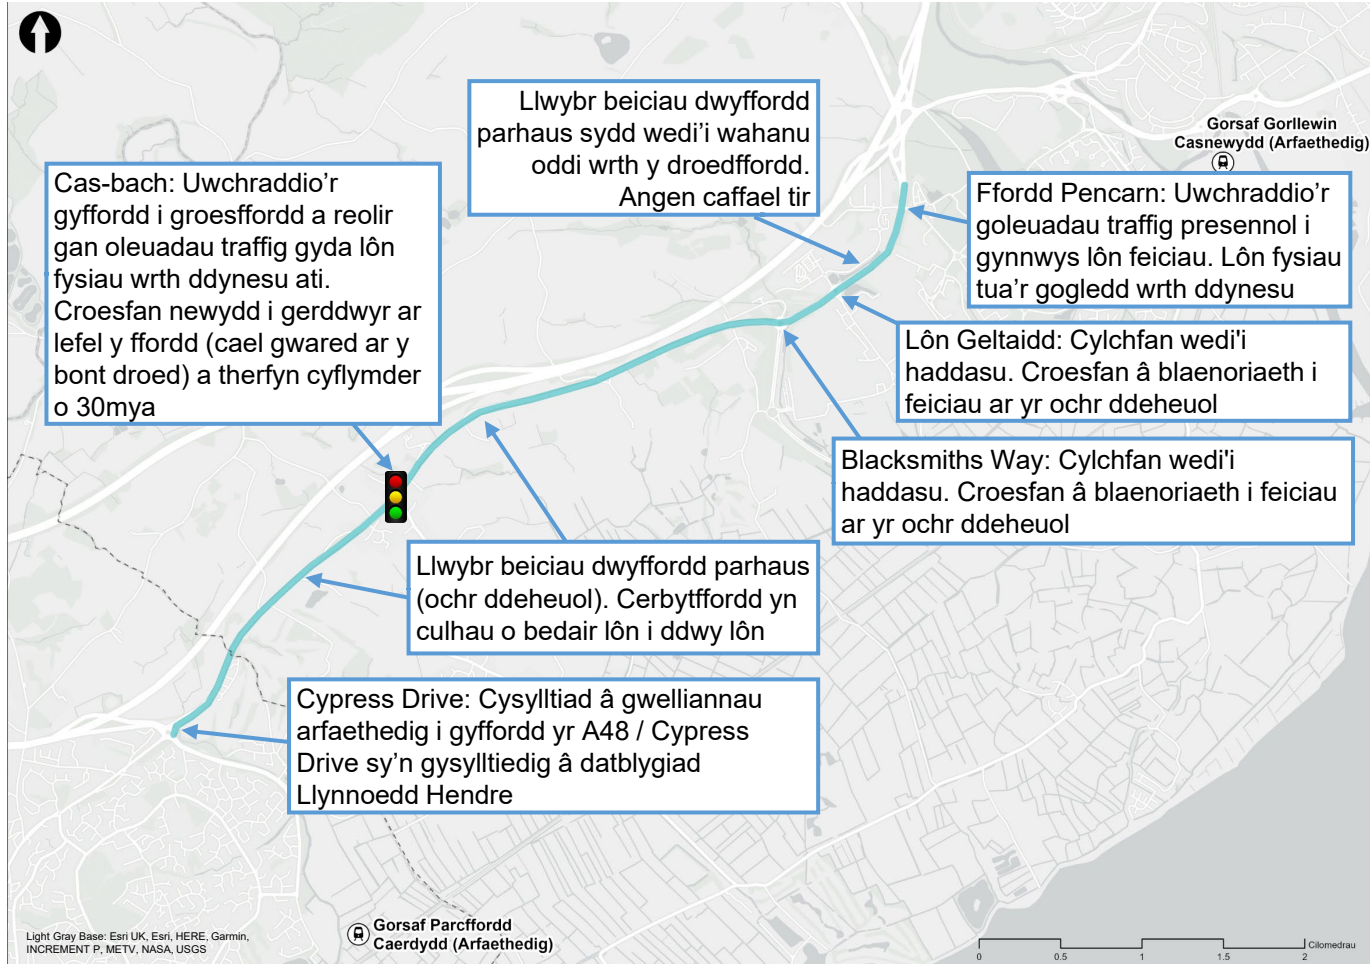 Llwybr beiciau dwyffordd
parhaus sydd wedi'i wahanu
oddi wrth y droedffordd.
Angen caffael tir
Gorsaf Gorllewin
Casnewydd (Arfaethedig)
Cas-bach: Uwchraddio'r
gyffordd i groesffordd a reolir
gan oleuadau traffig gyda lôn
fysiau wrth ddynesu ati.
Croesfan newydd i gerddwyr ar
lefel y ffordd (cael gwared ar y
bont droed) a therfyn cyflymder
o 30mya
Ffordd Pencarn: Uwchraddio'r
goleuadau traffig presennol i
gynnwys lôn feiciau. Lôn fysiau
tua'r gogledd wrth ddynesu
Lôn Geltaidd: Cylchfan wedi'i
haddasu. Croesfan â blaenoriaeth i
feiciau ar yr ochr ddeheuol
Blacksmiths Way: Cylchfan wedi'i
haddasu. Croesfan â blaenoriaeth i feiciau
ar yr ochr ddeheuol
Llwybr beiciau dwyffordd parhaus
(ochr ddeheuol). Cerbytffordd yn
culhau o bedair lôn i ddwy lôn
Cypress Drive: Cysylltiad â gwelliannau
arfaethedig i gyffordd yr A48 / Cypress
Drive sy'n gysylltiedig â datblygiad
Llynnoedd Hendre
Gorsaf Parcffordd
Caerdydd (Arfaethedig)
Light Gray Base: Esri UK, Esri, HERE, Garmin,
INCREMENT P, METV, NASA, USGS
Cilomedrau
0 0.5 1 1.5 2